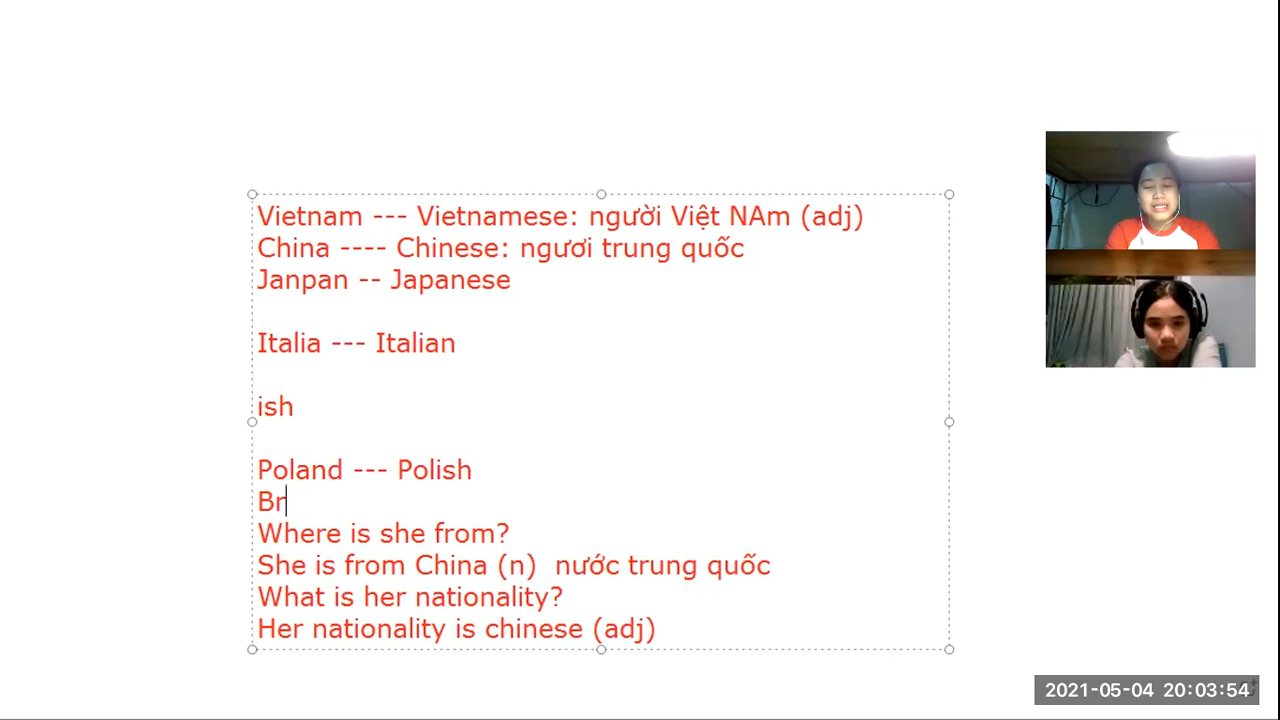 Vietnam --- Vietnamese: người Việt NAm (adj)
China ---- Chinese: ngươi trung quốc
Janpan -- Japanese
Italia --- Italian
ish
Poland --- Polish
Br
Where is she from?
She is from China (n)  nước trung quốc
What is her nationality?
Her nationality is chinese (adj)
2021-05-04 20:03:54